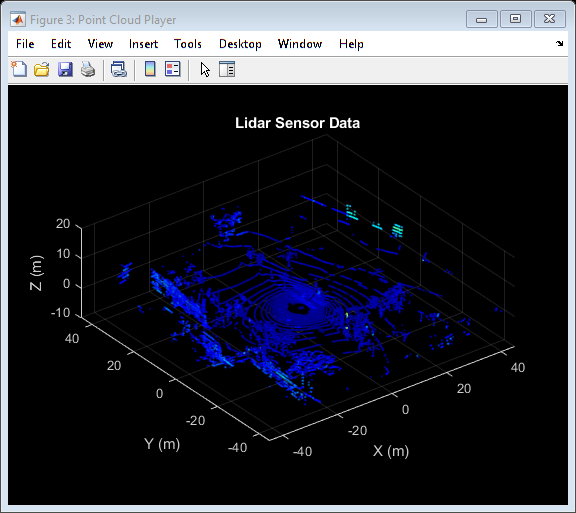 Figure 3: Point Cloud Player
File Edit View Insert Tools Desktop Window Help
Lidar Sensor Data
20
10
0
-10
Z (m)
40
20
0
-20
-40
Y (m)
-40
-20
0
20
40
X (m)